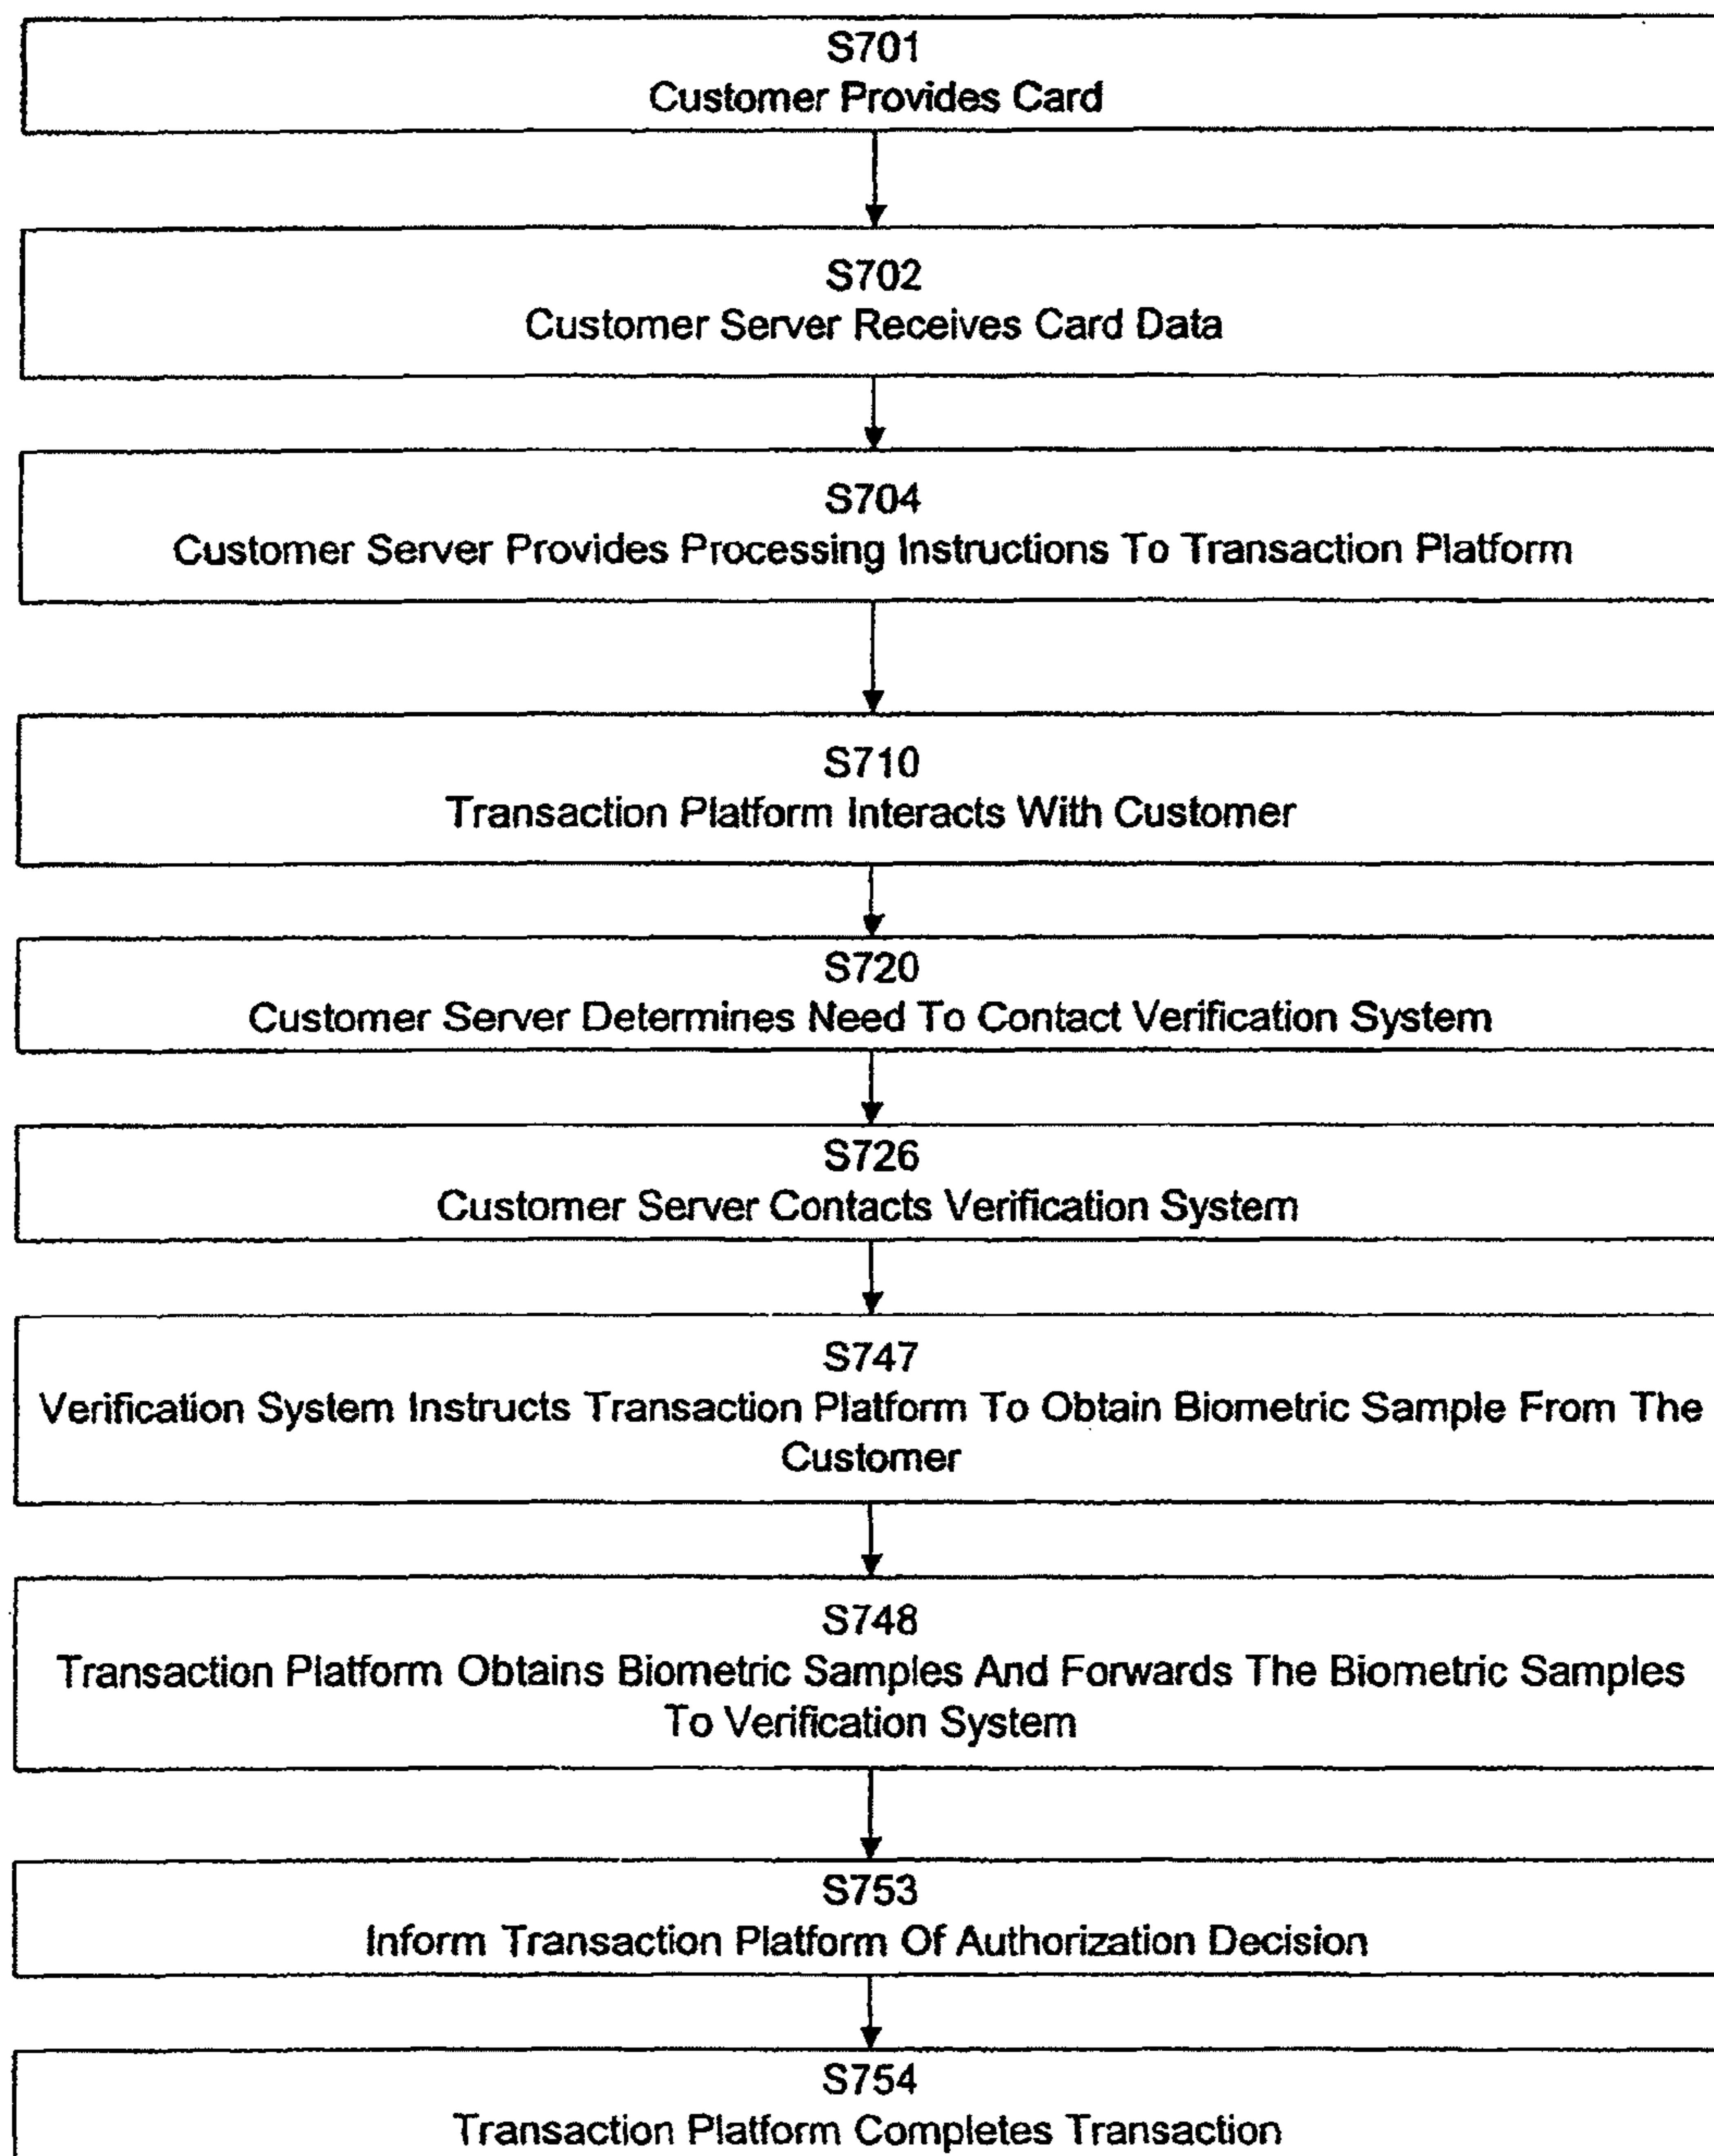 S701
Customer Provides Card
S702
Customer Server Receives Card Data
S704
Customer Server Provides Processing Instructions To Transaction Platform
S710
Transaction Platform Interacts With Customer
S720
Customer Server Determines Need To Contact Verification System
S726
Customer Server Contacts Verification System
S747
Verification System Instructs Transaction Platform To Obtain Biometric Sample From The
Customer
S748
Transaction Platform Obtains Biometric Samples And Forwards The Biometric Samples
To Verification System
S753
Inform Transaction Platform Of Authorization Decision
S754
Transaction Platform Completes Transaction